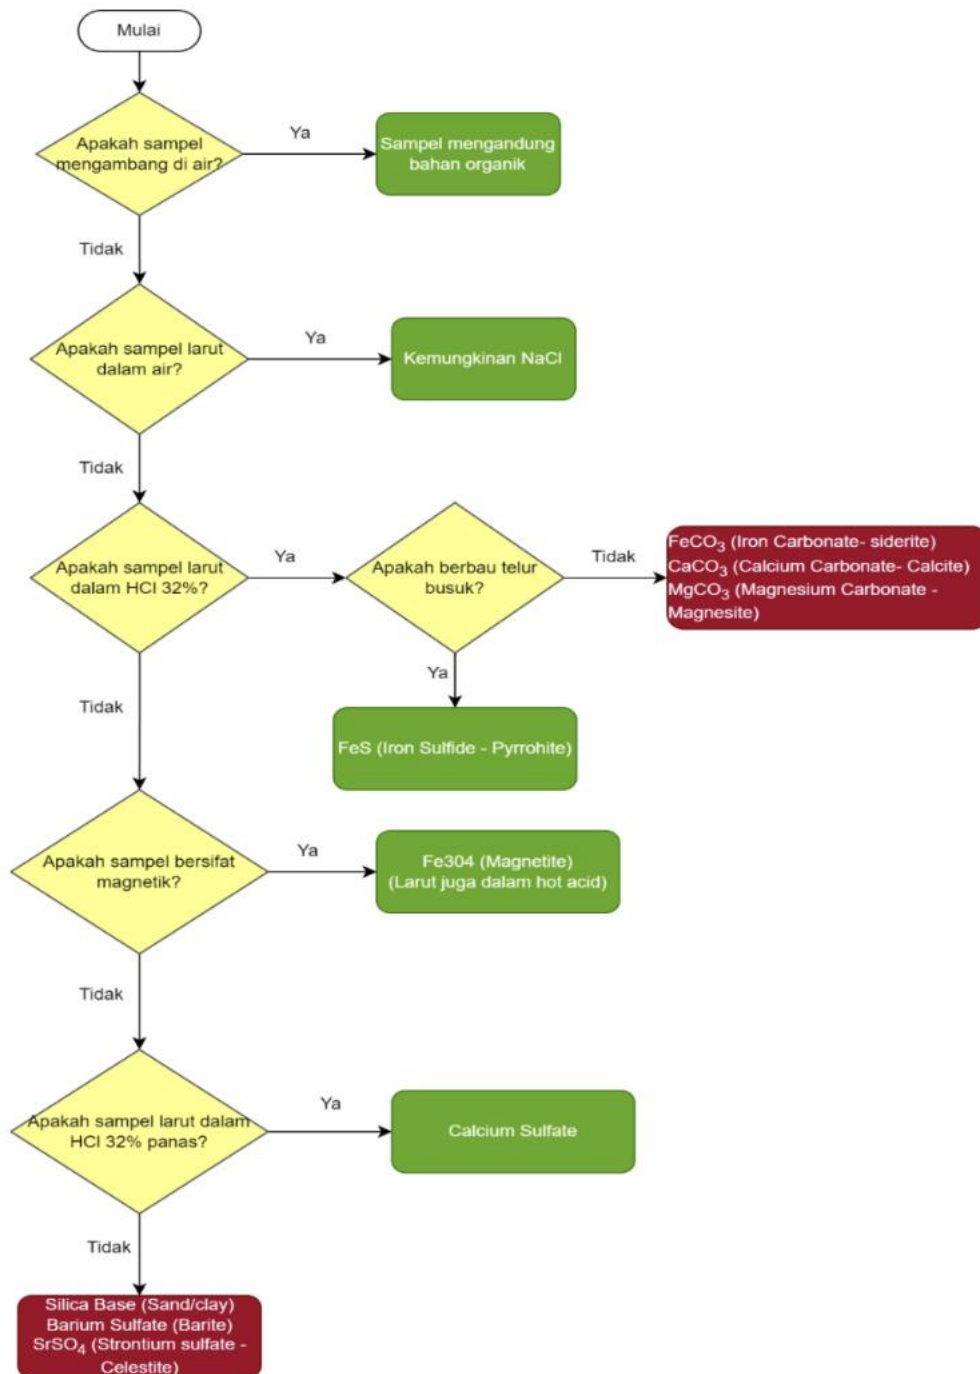 Mulai
Apakah sampel
mengambang di air?
Ya
Sampel mengandung
bahan organik
Tidak
Apakah sampel larut
dalam air?
Ya
Kemungkinan NaCl
Tidak
Apakah sampel larut
dalam HCl 32%?
Ya
Apakah berbau telur
busuk?
Tidak
FeCO₃ (Iron Carbonate- siderite)
CaCO₃ (Calcium Carbonate- Calcite)
MgCO₃ (Magnesium Carbonate -
Magnesite)
Ya
FeS (Iron Sulfide - Pyrrohite)
Tidak
Apakah sampel bersifat
magnetik?
Ya
Fe304 (Magnetite)
(Larut juga dalam hot acid)
Tidak
Apakah sampel larut dalam
HCl 32% panas?
Ya
Calcium Sulfate
Tidak
Silica Base (Sand/clay)
Barium Sulfate (Barite)
SrSO₄ (Strontium sulfate -
Celestite)